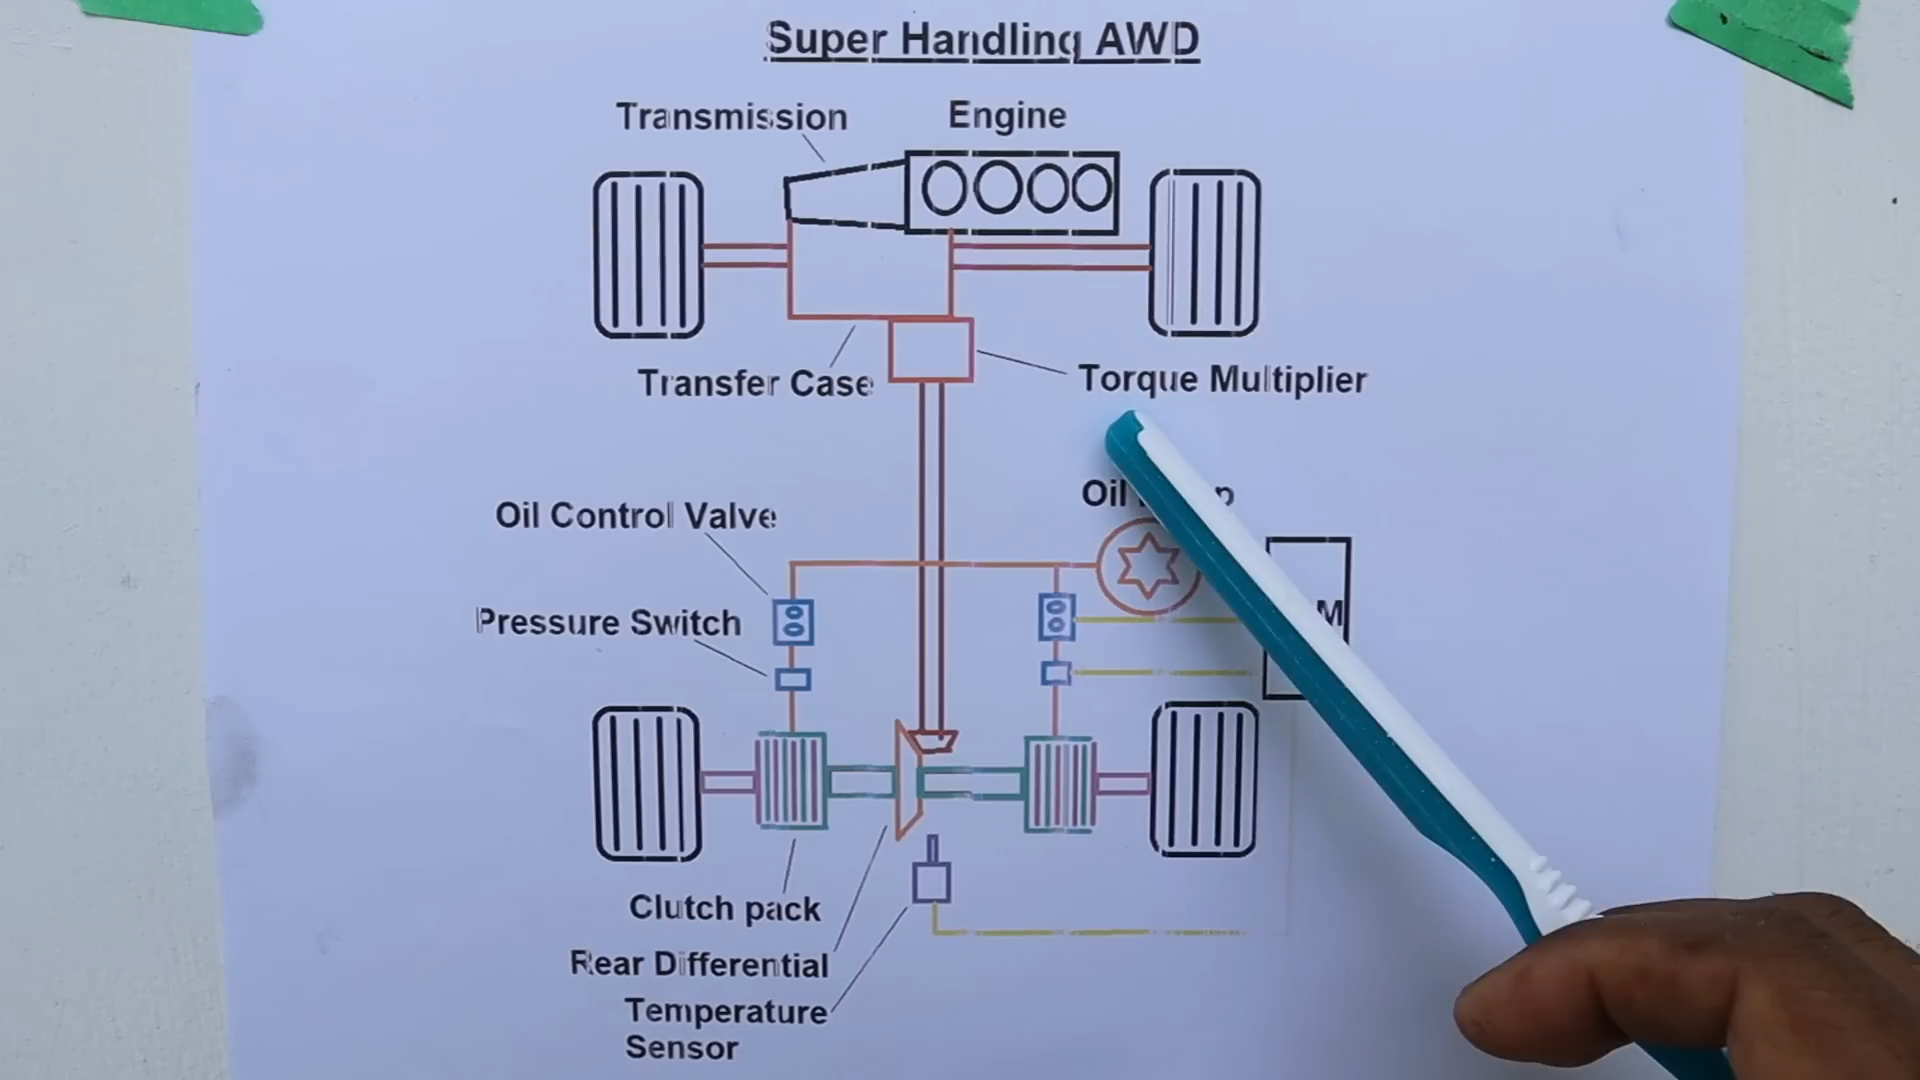 Super Handling AWD
Transmission
Engine
Transfer Case
Torque Multiplier
Oil Control Valve
Oil
Pressure Switch
Clutch pack
Rear Differential
Temperature
Sensor